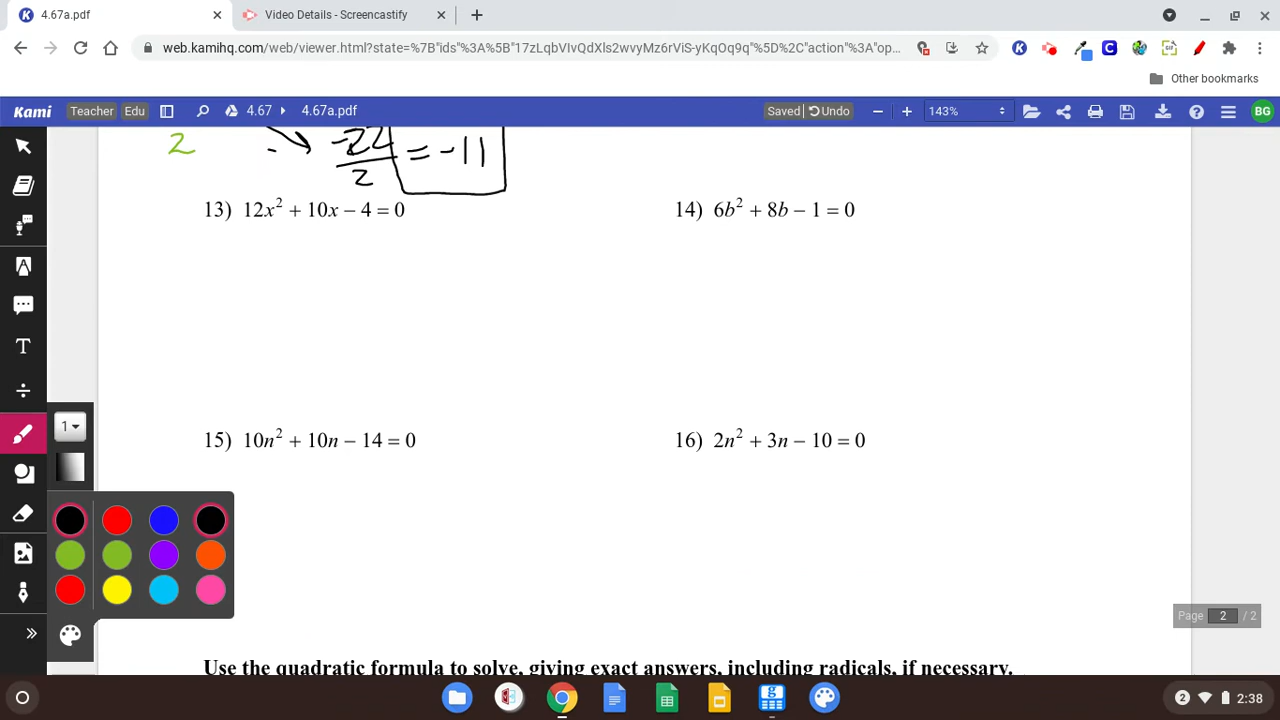 4.67a.pdf
Video Details - Screencastify
web.kamihq.com/web/viewer.html?state=%7B"ids"%3A%5B"17zLqbVIvQdXls2wvyMz6rViS-yKqOq9q"%5D%2C"action"%3A"op...
Other bookmarks
Kami Teacher Edu 4.67 4.67a.pdf Saved Undo 143% BG
2
-22
2
= -11
13) 12x² + 10x − 4 = 0
14) 6b² + 8b − 1 = 0
15) 10n² + 10n − 14 = 0
16) 2n² + 3n − 10 = 0
1
Page 2 / 2
Use the quadratic formula to solve, giving exact answers, including radicals, if necessary.
2 2:38